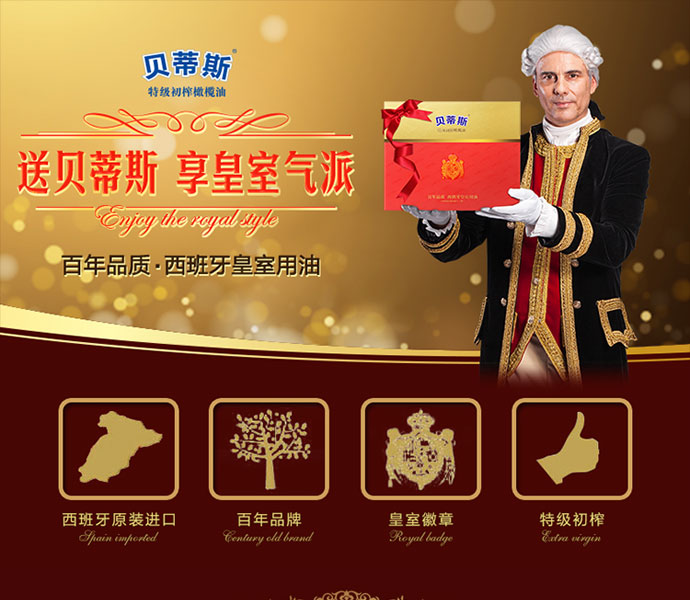 贝蒂斯®
特级初榨橄榄油
送贝蒂斯 享皇室气派
Enjoy the royal style
百年品质·西班牙皇室用油
贝蒂斯
西班牙原装进口
Spain imported
百年品牌
Century old brand
皇室徽章
Royal badge
特级初榨
Extra virgin